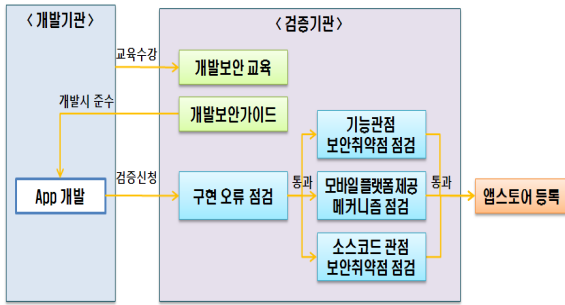 < 개발기관 >
< 검증기관 >
교육수강
개발보안 교육
개발시 준수
개발보안가이드
App 개발
검증신청
구현 오류 점검
통과
기능관점
보안취약점 점검
모바일 플랫폼 제공
메커니즘 점검
소스코드 관점
보안취약점 점검
통과
앱스토어 등록